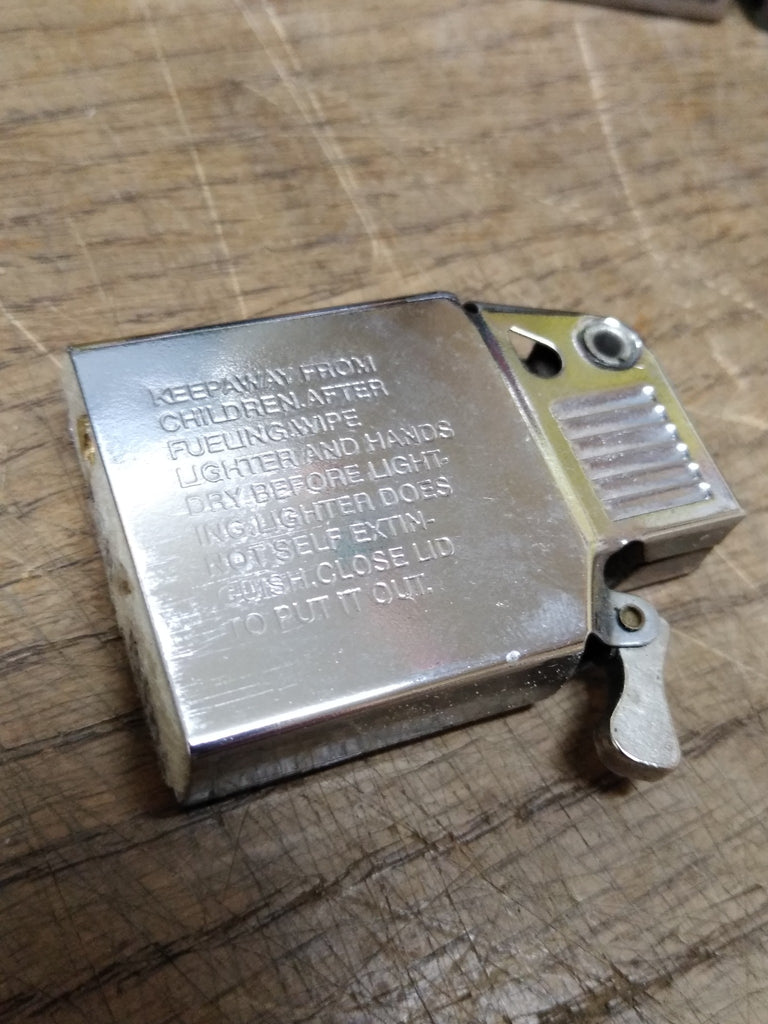 KEEPAWAY FROM
CHILDREN.AFTER
FUELING.WIPE
LIGHTER AND HANDS
DRY BEFORE LIGHT-
ING.LIGHTER DOES
NOT SELF EXTIN-
GUISH.CLOSE LID
TO PUT IT OUT.